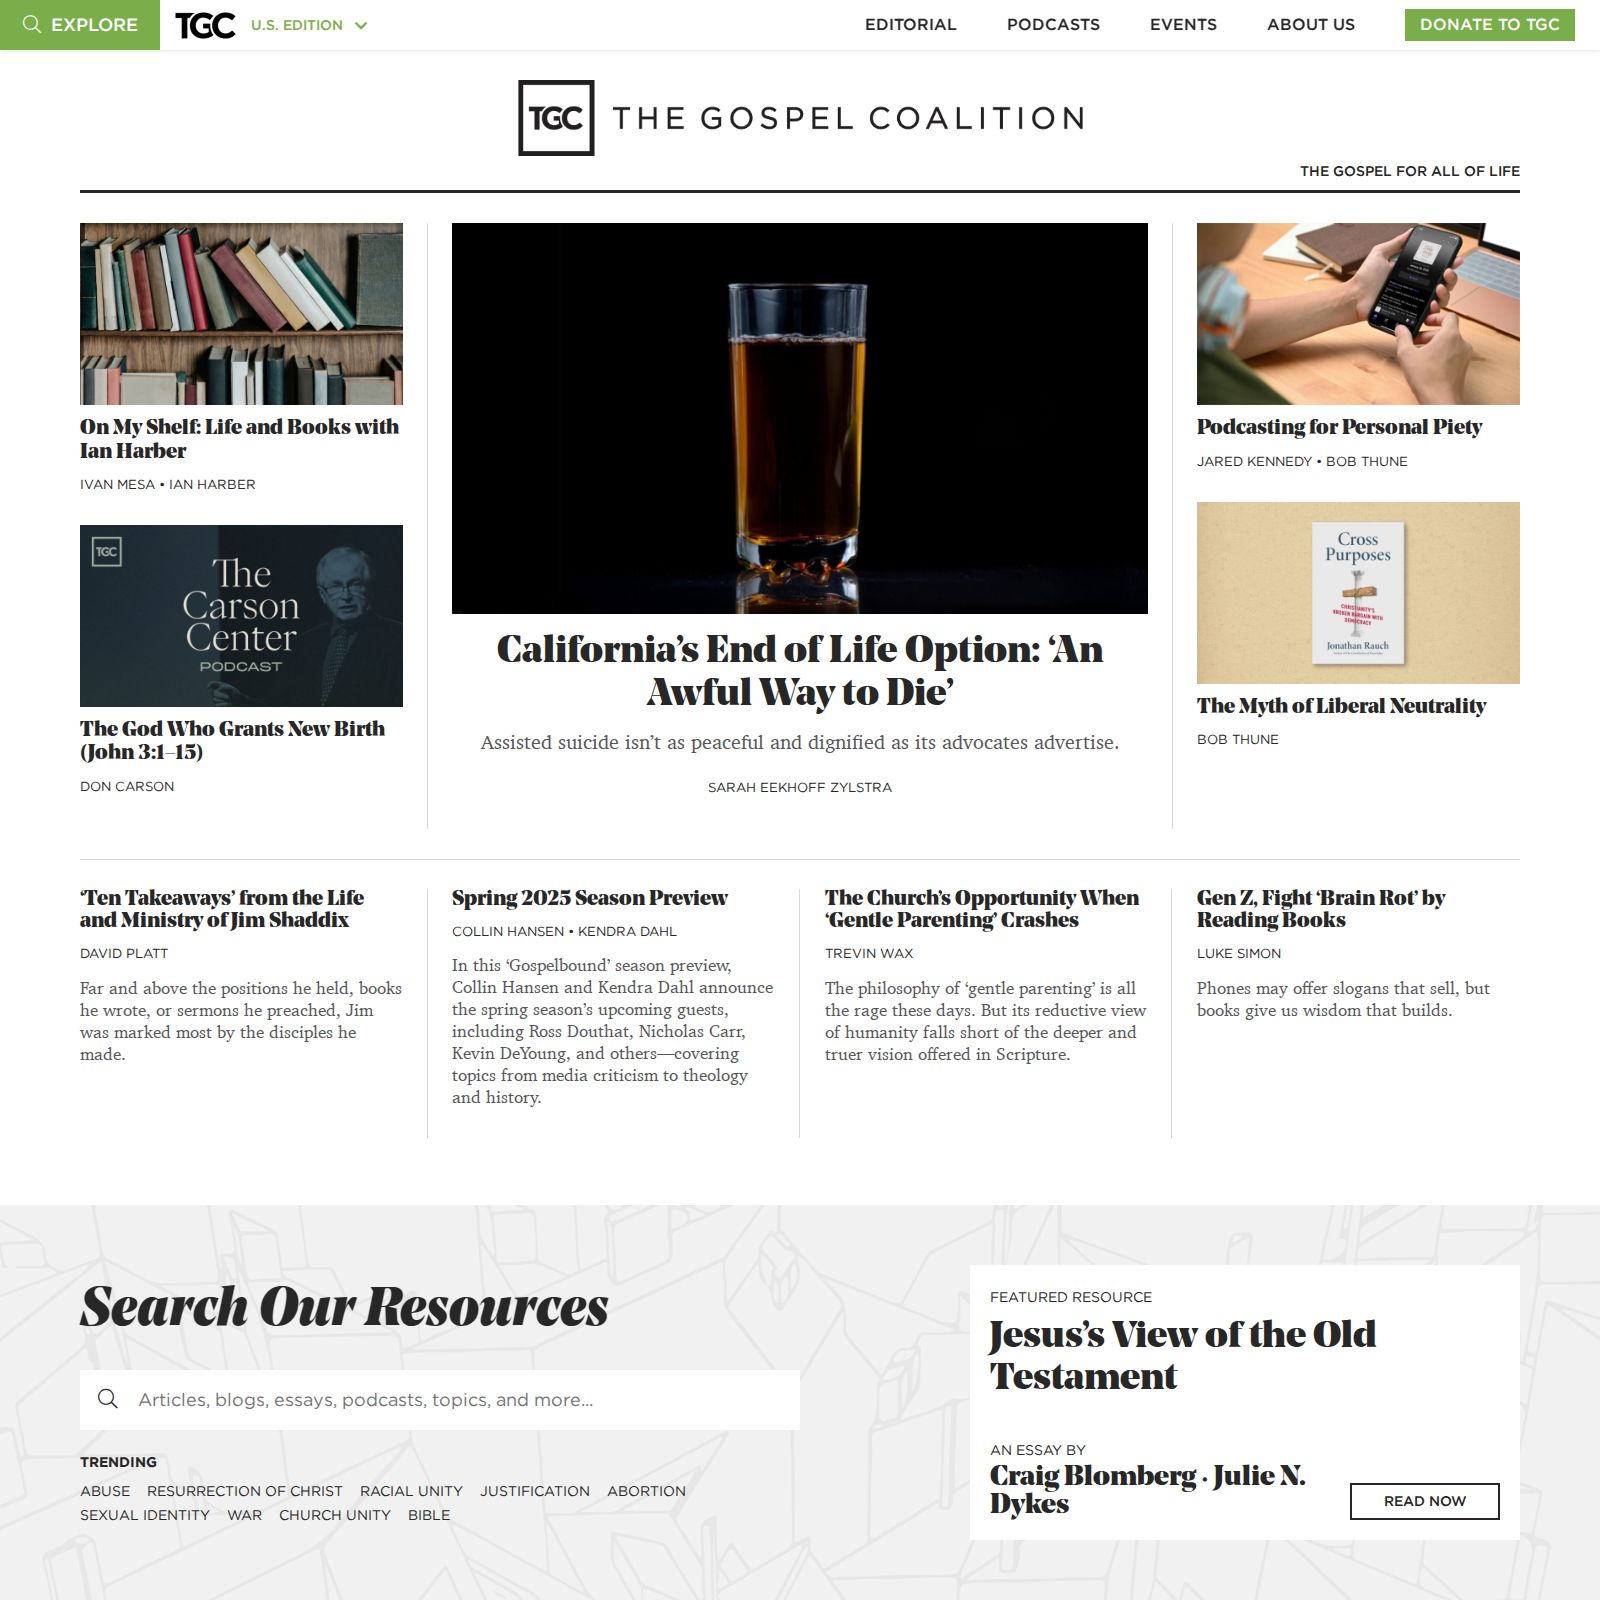 EXPLORE
TGC
U.S. EDITION
EDITORIAL
PODCASTS
EVENTS
ABOUT US
DONATE TO TGC
TGC THE GOSPEL COALITION
THE GOSPEL FOR ALL OF LIFE
On My Shelf: Life and Books with
Ian Harber
IVAN MESA • IAN HARBER
TGC
The
Carson
Center
PODCAST
The God Who Grants New Birth
(John 3:1–15)
DON CARSON
California’s End of Life Option: ‘An
Awful Way to Die’
Assisted suicide isn’t as peaceful and dignified as its advocates advertise.
SARAH EEKHOFF ZYLSTRA
Podcasting for Personal Piety
JARED KENNEDY • BOB THUNE
Cross
Purposes
CHRISTIANITY'S
BROKEN BARGAIN WITH
DEMOCRACY
Jonathan Rauch
The Myth of Liberal Neutrality
BOB THUNE
‘Ten Takeaways’ from the Life
and Ministry of Jim Shaddix
DAVID PLATT
Far and above the positions he held, books
he wrote, or sermons he preached, Jim
was marked most by the disciples he
made.
Spring 2025 Season Preview
COLLIN HANSEN • KENDRA DAHL
In this ‘Gospelbound’ season preview,
Collin Hansen and Kendra Dahl announce
the spring season’s upcoming guests,
including Ross Douthat, Nicholas Carr,
Kevin DeYoung, and others—covering
topics from media criticism to theology
and history.
The Church’s Opportunity When
‘Gentle Parenting’ Crashes
TREVIN WAX
The philosophy of ‘gentle parenting’ is all
the rage these days. But its reductive view
of humanity falls short of the deeper and
truer vision offered in Scripture.
Gen Z, Fight ‘Brain Rot’ by
Reading Books
LUKE SIMON
Phones may offer slogans that sell, but
books give us wisdom that builds.
Search Our Resources
Articles, blogs, essays, podcasts, topics, and more...
TRENDING
ABUSE RESURRECTION OF CHRIST RACIAL UNITY JUSTIFICATION ABORTION
SEXUAL IDENTITY WAR CHURCH UNITY BIBLE
FEATURED RESOURCE
Jesus’s View of the Old
Testament
AN ESSAY BY
Craig Blomberg · Julie N.
Dykes
READ NOW